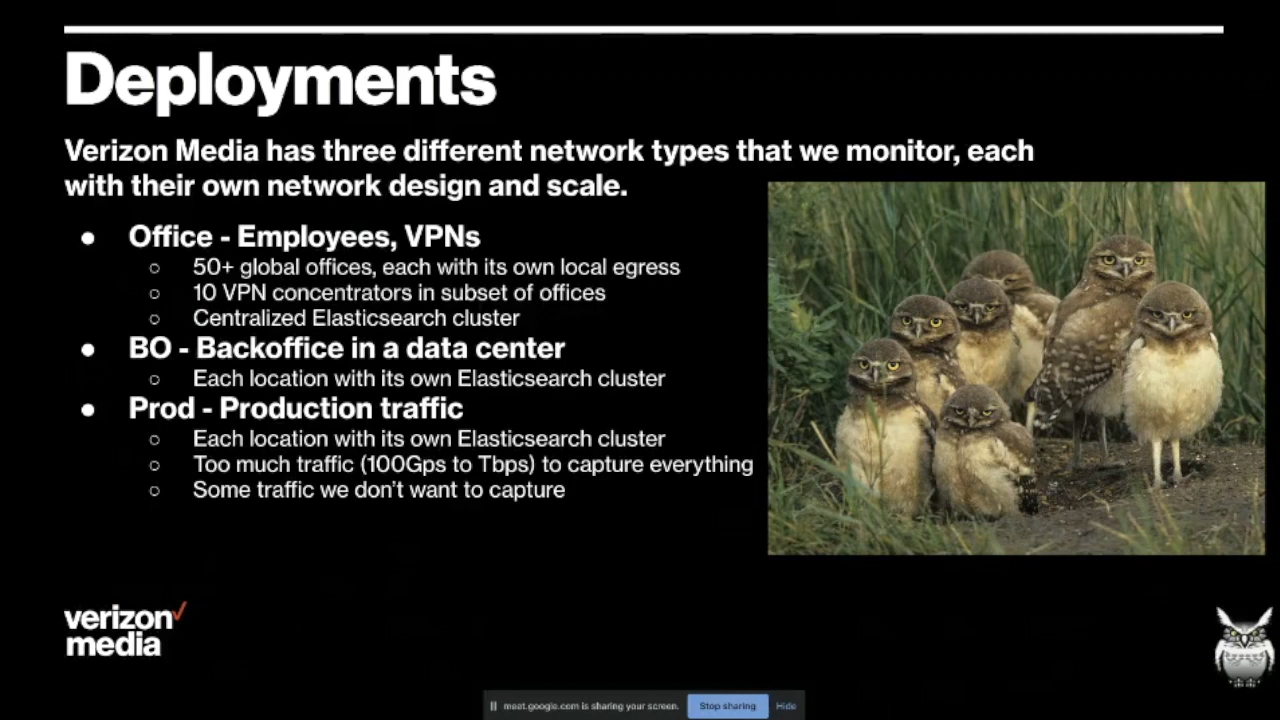 Deployments
Verizon Media has three different network types that we monitor, each
with their own network design and scale.
● Office - Employees, VPNs
○ 50+ global offices, each with its own local egress
○ 10 VPN concentrators in subset of offices
○ Centralized Elasticsearch cluster
● BO - Backoffice in a data center
○ Each location with its own Elasticsearch cluster
● Prod - Production traffic
○ Each location with its own Elasticsearch cluster
○ Too much traffic (100Gps to Tbps) to capture everything
○ Some traffic we don't want to capture
verizon✓
media
meet.google.com is sharing your screen. Stop sharing Hide